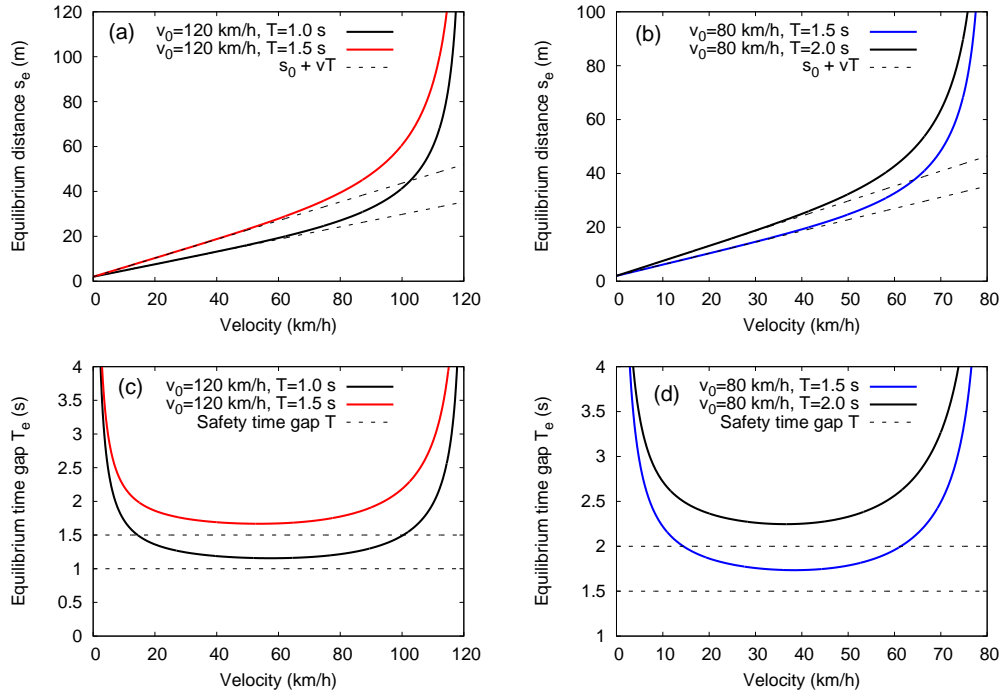 (a)
v0=120 km/h, T=1.0 s
v0=120 km/h, T=1.5 s
s0 + vT
Equilibrium distance se (m)
0
20
40
60
80
100
120
0 20 40 60 80 100 120
Velocity (km/h)
(b)
v0=80 km/h, T=1.5 s
v0=80 km/h, T=2.0 s
s0 + vT
Equilibrium distance se (m)
0
20
40
60
80
100
0 10 20 30 40 50 60 70 80
Velocity (km/h)
(c)
v0=120 km/h, T=1.0 s
v0=120 km/h, T=1.5 s
Safety time gap T
Equilibrium time gap Te (s)
0
0.5
1
1.5
2
2.5
3
3.5
4
0 20 40 60 80 100 120
Velocity (km/h)
(d)
v0=80 km/h, T=1.5 s
v0=80 km/h, T=2.0 s
Safety time gap T
Equilibrium time gap Te (s)
1
1.5
2
2.5
3
3.5
4
0 10 20 30 40 50 60 70 80
Velocity (km/h)